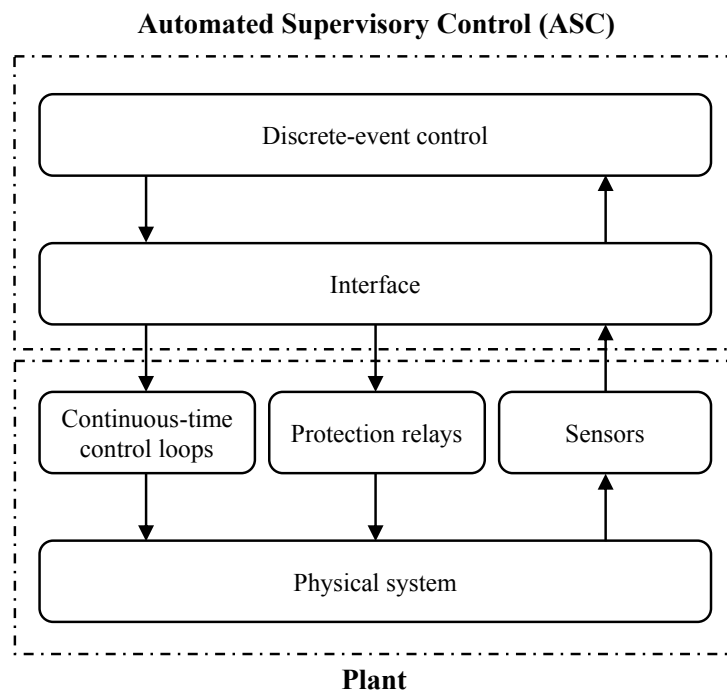 Automated Supervisory Control (ASC)
Discrete-event control
Interface
Continuous-time
control loops
Protection relays
Sensors
Physical system
Plant